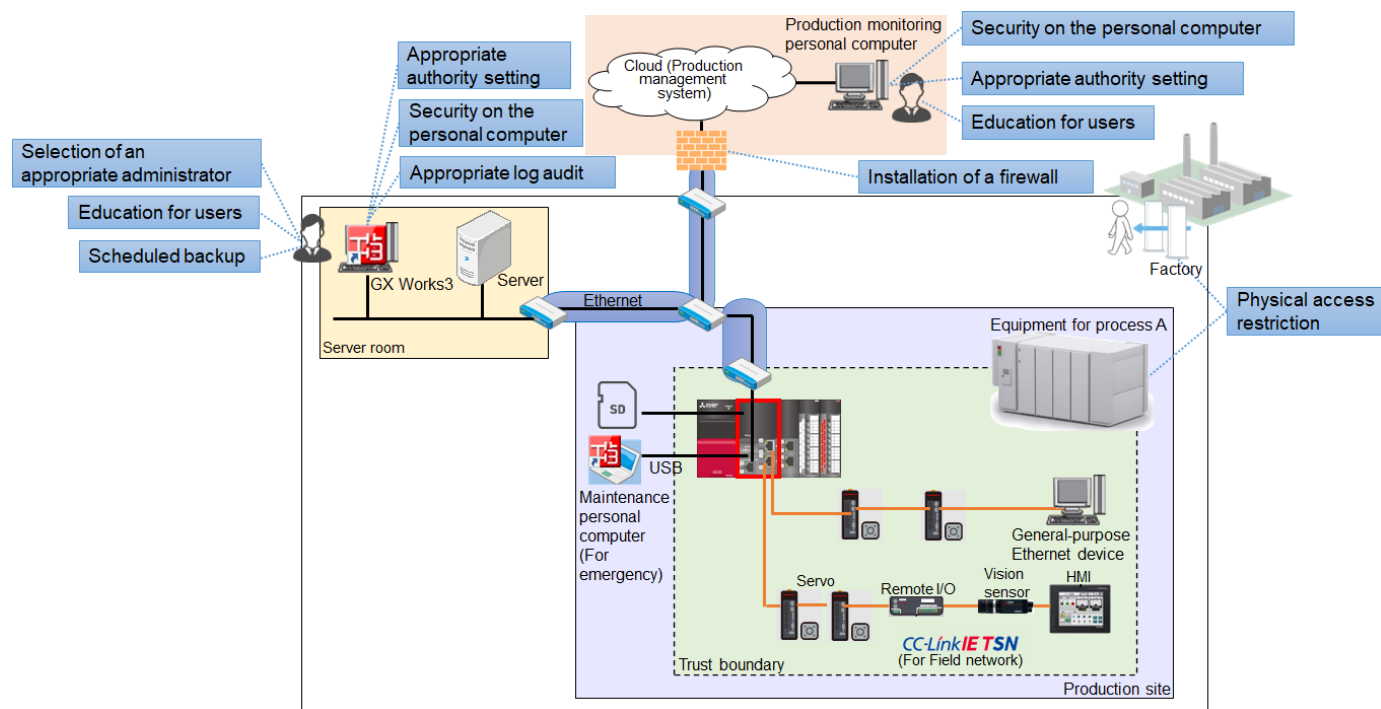 Production monitoring
personal computer
Security on the personal computer
Appropriate
authority setting
Cloud (Production
management
system)
Appropriate authority setting
Security on the
personal computer
Education for users
Selection of an
appropriate administrator
Appropriate log audit
Installation of a firewall
Education for users
Scheduled backup
GX Works3
Server
Factory
Ethernet
Physical access
restriction
Equipment for process A
Server room
SD
USB
Maintenance
personal
computer
(For
emergency)
General-purpose
Ethernet device
Servo
Remote I/O
Vision
sensor
HMI
CC-Link IE TSN
(For Field network)
Trust boundary
Production site